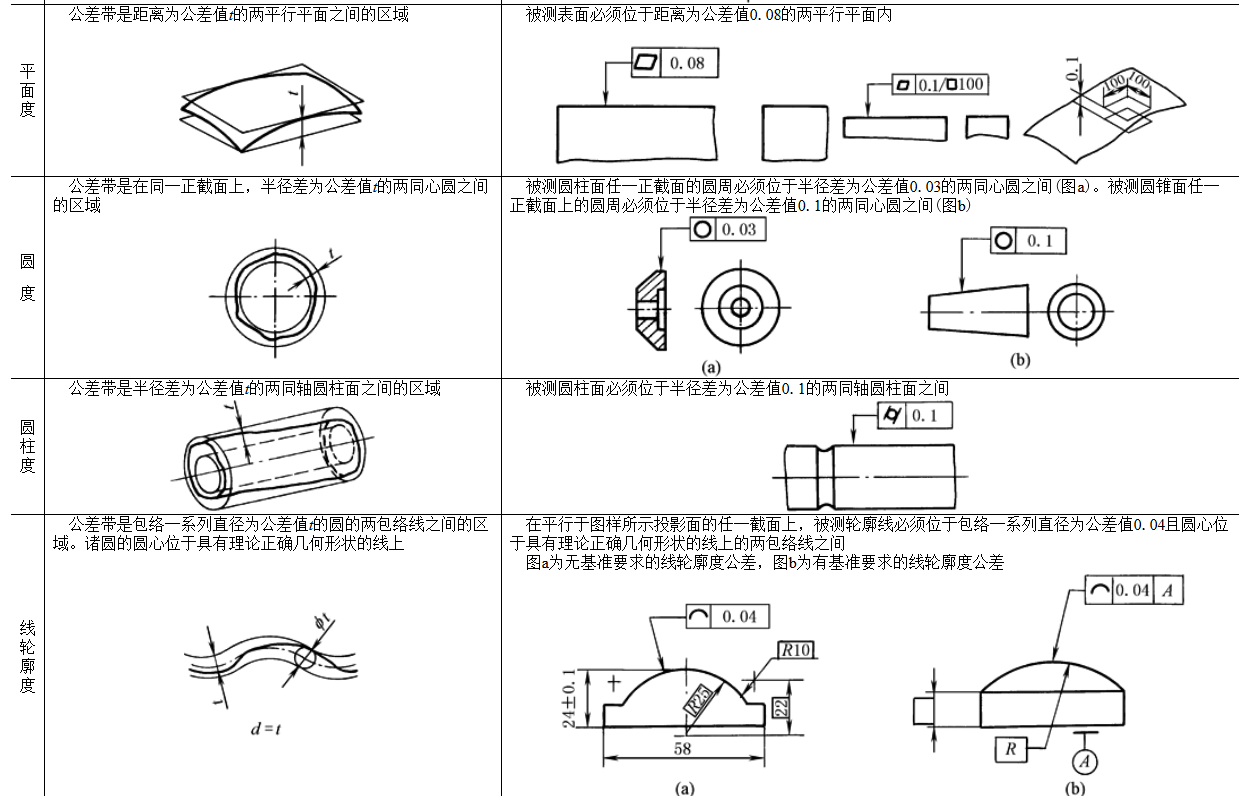 公差带是距离为公差值t的两平行平面之间的区域
被测表面必须位于距离为公差值0.08的两平行平面内
平面度
t
0.08
0.1/□100
0.1
100
100
公差带是在同一正截面上，半径差为公差值t的两同心圆之间
的区域
被测圆柱面任一正截面的圆周必须位于半径差为公差值0.03的两同心圆之间(图a)。被测圆锥面任一
正截面上的圆周必须位于半径差为公差值0.1的两同心圆之间(图b)
圆度
t
0.03
0.1
(a)
(b)
公差带是半径差为公差值t的两同轴圆柱面之间的区域
被测圆柱面必须位于半径差为公差值0.1的两同轴圆柱面之间
圆柱度
t
0.1
公差带是包络一系列直径为公差值t的圆的两包络线之间的区
域。诸圆的圆心位于具有理论正确几何形状的线上
在平行于图样所示投影面的任一截面上，被测轮廓线必须位于包络一系列直径为公差值0.04且圆心位
于具有理论正确几何形状的线上的两包络线之间
图a为无基准要求的线轮廓度公差，图b为有基准要求的线轮廓度公差
线轮廓度
ϕt
t
d=t
0.04
R10
24±0.1
R25
22
58
(a)
0.04 A
R
A
(b)